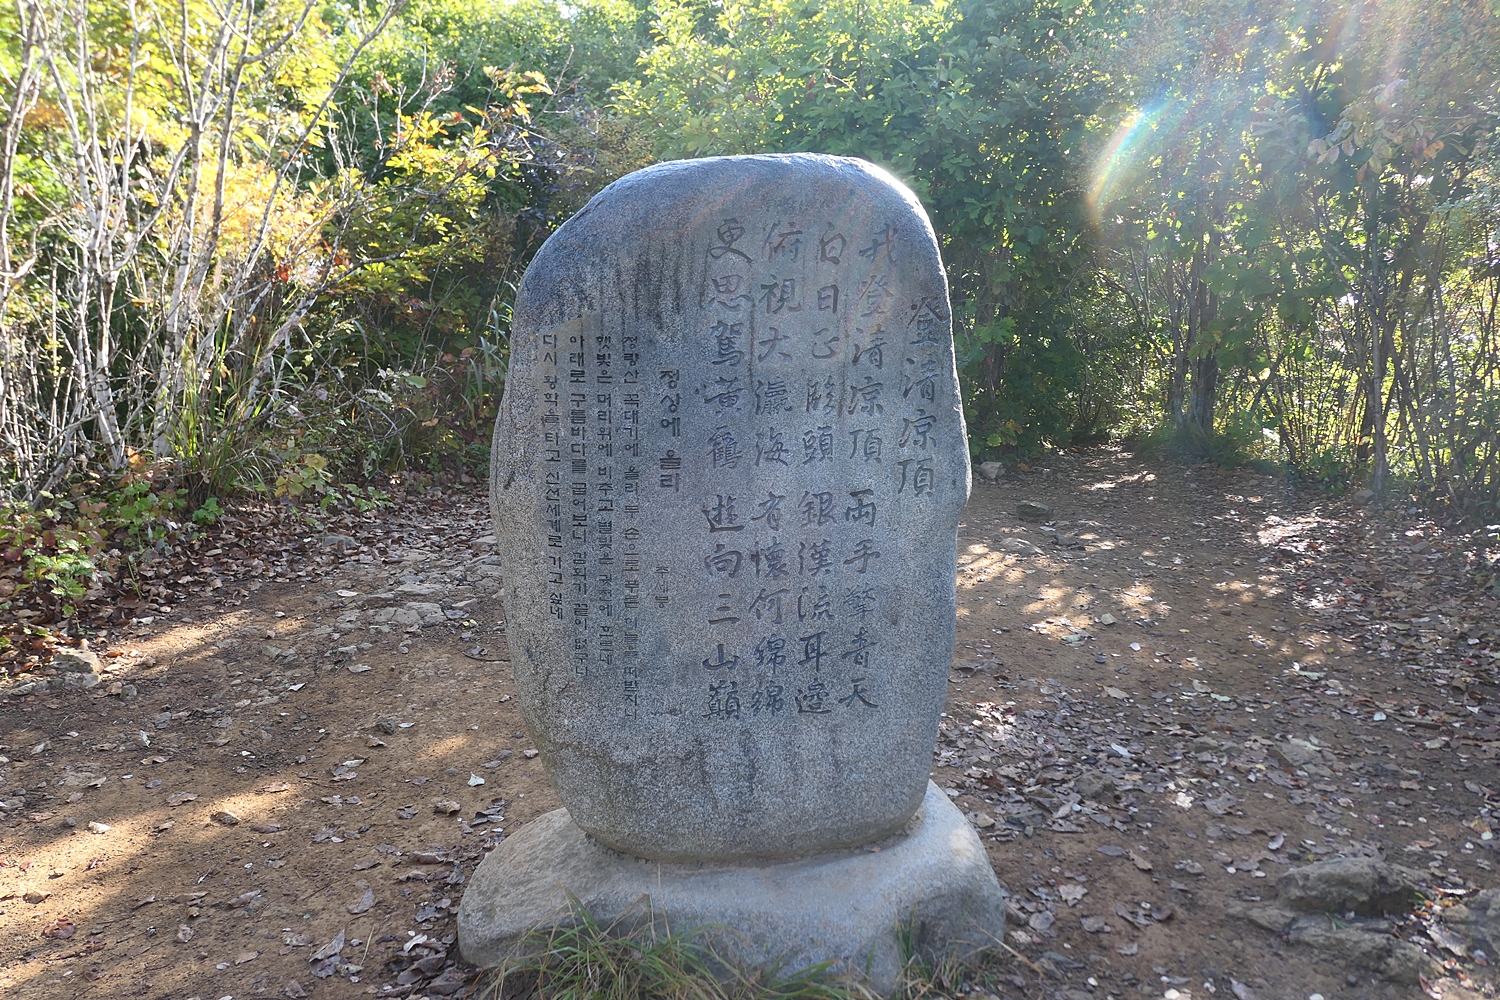 登清凉頂
我登清凉頂 兩手擎青天
白日正臨頭 銀漢流耳邊
俯視大瀛海 有懷何綿綿
更思駕黃鶴 遊向三山巓
정상에 올라
주세붕
청량산 꼭대기에 올라 두 손으로 푸른 하늘을 떠받치니
햇빛은 머리위에 비추고 별빛은 귓전에 흐르네
아래로 구름바다를 굽어보니 감회가 끝이 없구나
다시 황학을 타고 신선세계로 가고 싶네